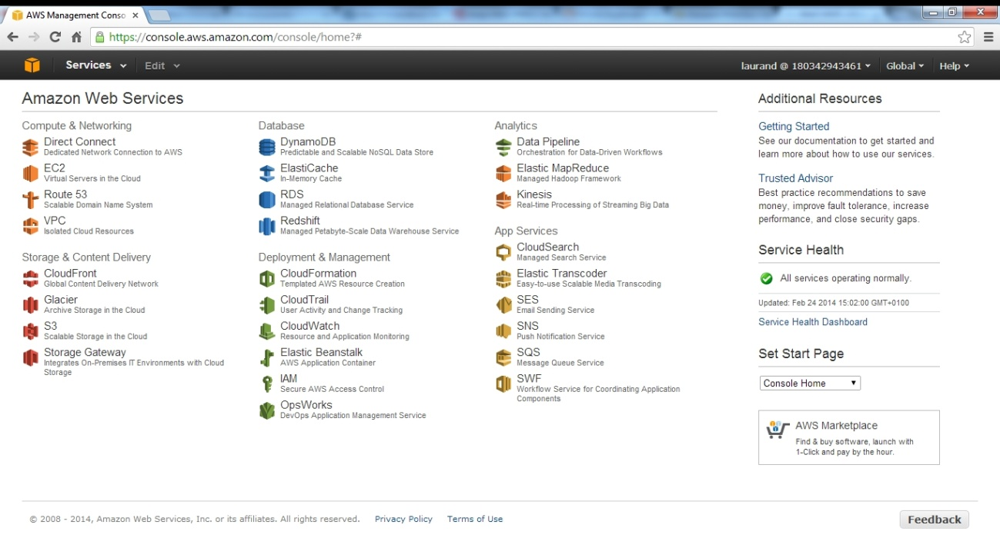 AWS Management Conso
https://console.aws.amazon.com/console/home?#
Services
Edit
laurand @ 180342943461
Global
Help
Amazon Web Services
Compute & Networking
Direct Connect
Dedicated Network Connection to AWS
EC2
Virtual Servers in the Cloud
Route 53
Scalable Domain Name System
VPC
Isolated Cloud Resources
Storage & Content Delivery
CloudFront
Global Content Delivery Network
Glacier
Archive Storage in the Cloud
S3
Scalable Storage in the Cloud
Storage Gateway
Integrates On-Premises IT Environments with Cloud
Storage
Database
DynamoDB
Predictable and Scalable NoSQL Data Store
ElastiCache
In-Memory Cache
RDS
Managed Relational Database Service
Redshift
Managed Petabyte-Scale Data Warehouse Service
Deployment & Management
CloudFormation
Templated AWS Resource Creation
CloudTrail
User Activity and Change Tracking
CloudWatch
Resource and Application Monitoring
Elastic Beanstalk
AWS Application Container
IAM
Secure AWS Access Control
OpsWorks
DevOps Application Management Service
Analytics
Data Pipeline
Orchestration for Data-Driven Workflows
Elastic MapReduce
Managed Hadoop Framework
Kinesis
Real-time Processing of Streaming Big Data
App Services
CloudSearch
Managed Search Service
Elastic Transcoder
Easy-to-use Scalable Media Transcoding
SES
Email Sending Service
SNS
Push Notification Service
SQS
Message Queue Service
SWF
Workflow Service for Coordinating Application
Components
Additional Resources
Getting Started
See our documentation to get started and
learn more about how to use our services.
Trusted Advisor
Best practice recommendations to save
money, improve fault tolerance, increase
performance, and close security gaps.
Service Health
All services operating normally.
Updated: Feb 24 2014 15:02:00 GMT+0100
Service Health Dashboard
Set Start Page
Console Home
AWS Marketplace
Find & buy software, launch with
1-Click and pay by the hour.
© 2008 - 2014, Amazon Web Services, Inc. or its affiliates. All rights reserved.
Privacy Policy
Terms of Use
Feedback